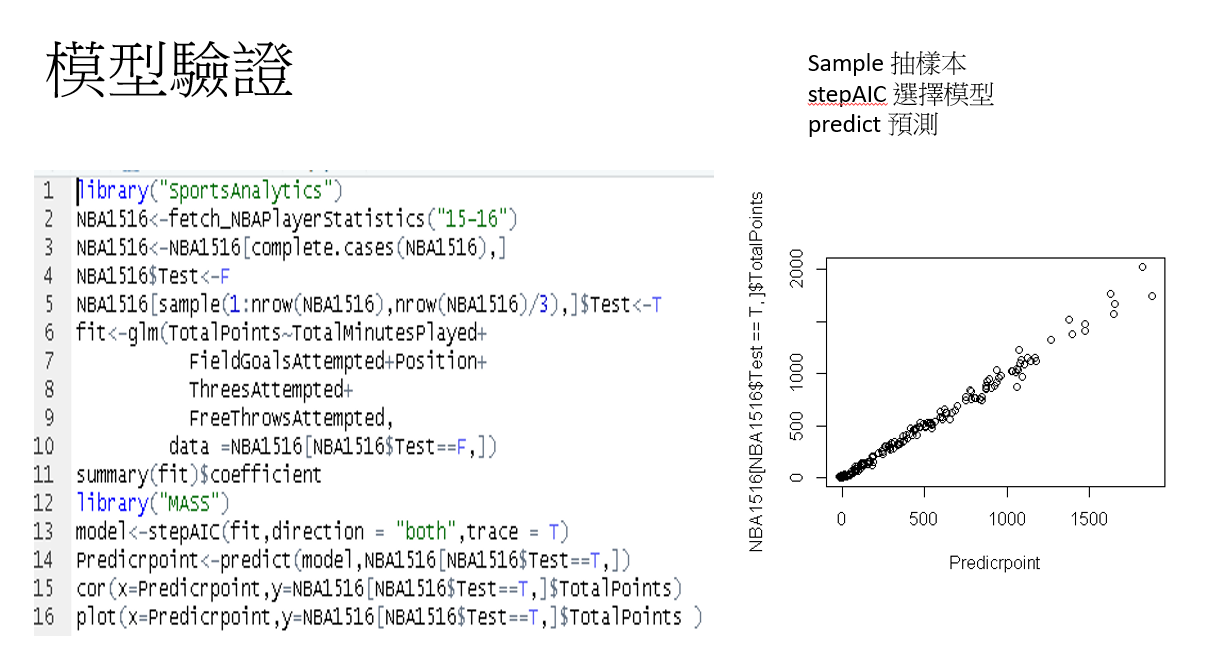 模型驗證
Sample 抽樣本
stepAIC 選擇模型
predict 預測
1 library("SportsAnalytics")
2 NBA1516<-fetch_NBAPlayerStatistics("15-16")
3 NBA1516<-NBA1516[complete.cases(NBA1516),]
4 NBA1516$Test<-F
5 NBA1516[sample(1:nrow(NBA1516),nrow(NBA1516)/3),]$Test<-T
6 fit<-glm(TotalPoints~TotalMinutesPlayed+
7 FieldGoalsAttempted+Position+
8 ThreesAttempted+
9 FreeThrowsAttempted,
10 data =NBA1516[NBA1516$Test==F,])
11 summary(fit)$coefficient
12 library("MASS")
13 model<-stepAIC(fit,direction = "both",trace = T)
14 Predicrpoint<-predict(model,NBA1516[NBA1516$Test==T,])
15 cor(x=Predicrpoint,y=NBA1516[NBA1516$Test==T,]$TotalPoints)
16 plot(x=Predicrpoint,y=NBA1516[NBA1516$Test==T,]$TotalPoints )
NBA1516[NBA1516$Test == T, ]$TotalPoints
2000
1000
500
0
0 500 1000 1500
Predicrpoint